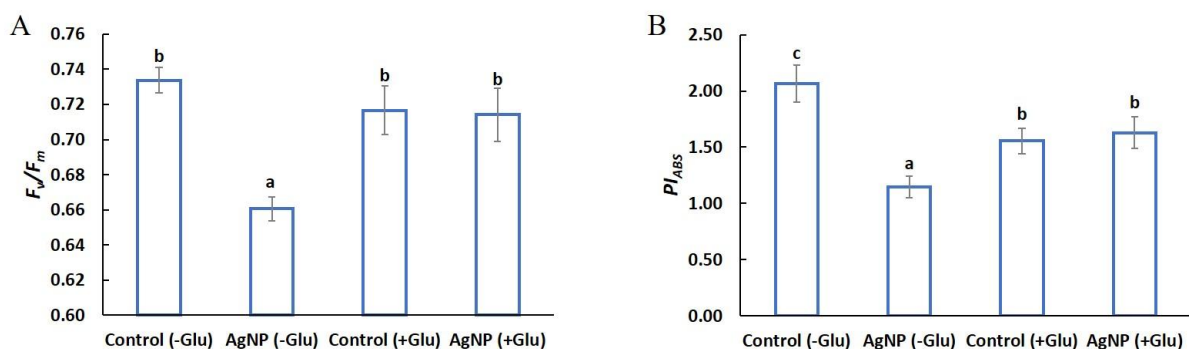 A
0.76
0.74
0.72
0.70
0.68
0.66
0.64
0.62
0.60
Fv/Fm
b
a
b
b
Control (-Glu) AgNP (-Glu) Control (+Glu) AgNP (+Glu)
B
2.50
2.00
1.50
1.00
0.50
0.00
PIABS
c
a
b
b
Control (-Glu) AgNP (-Glu) Control (+Glu) AgNP (+Glu)